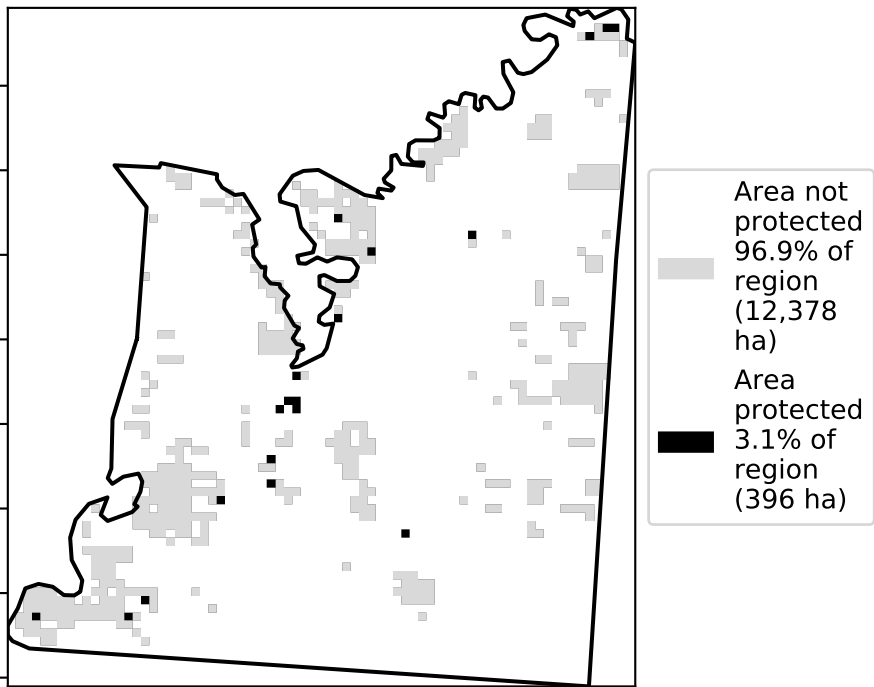 Area not
protected
96.9% of
region
(12,378
ha)
Area
protected
3.1% of
region
(396 ha)